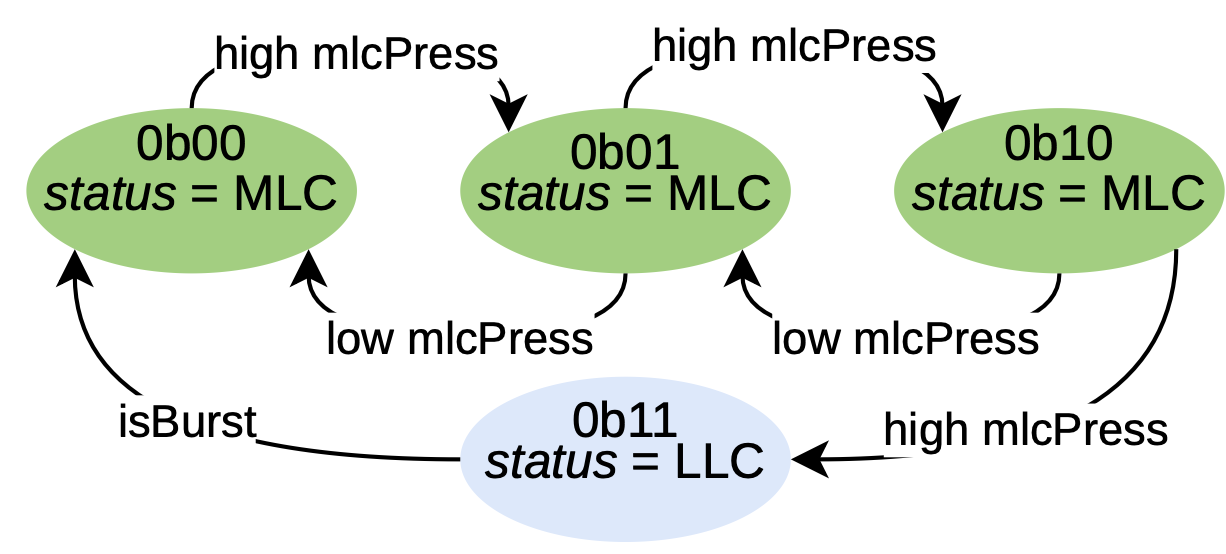 high mlcPress
high mlcPress
0b00
status = MLC
0b01
status = MLC
0b10
status = MLC
low mlcPress
low mlcPress
isBurst
0b11
status = LLC
high mlcPress